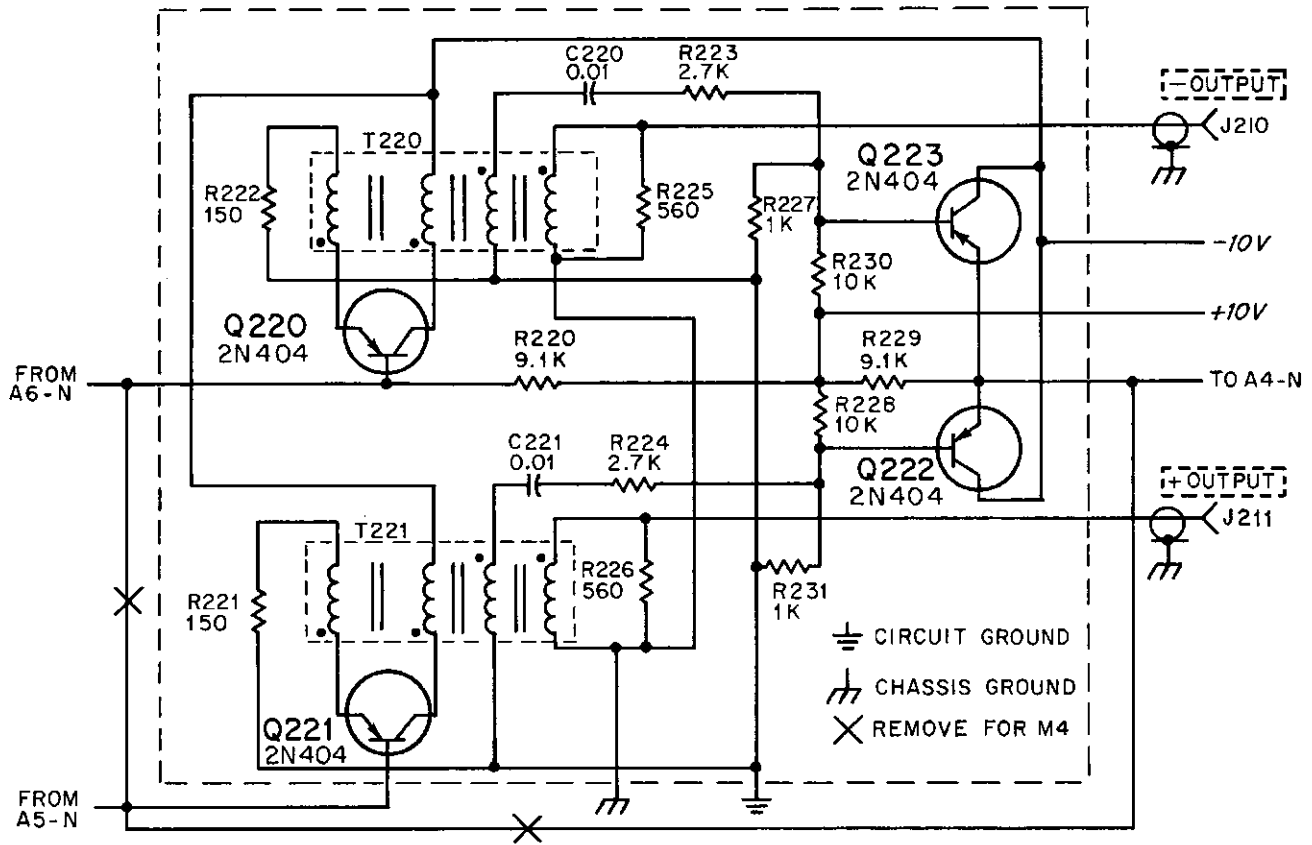 C220
0.01
R223
2.7K
−OUTPUT
J210
T220
Q223
2N404
R222
150
R225
560
R227
1K
-10V
R230
10K
+10V
Q220
2N404
R220
9.1K
R229
9.1K
FROM
A6-N
TO A4-N
R228
10K
C221
0.01
R224
2.7K
Q222
2N404
+OUTPUT
J211
T221
R226
560
R221
150
R231
1K
CIRCUIT GROUND
CHASSIS GROUND
REMOVE FOR M4
Q221
2N404
FROM
A5-N